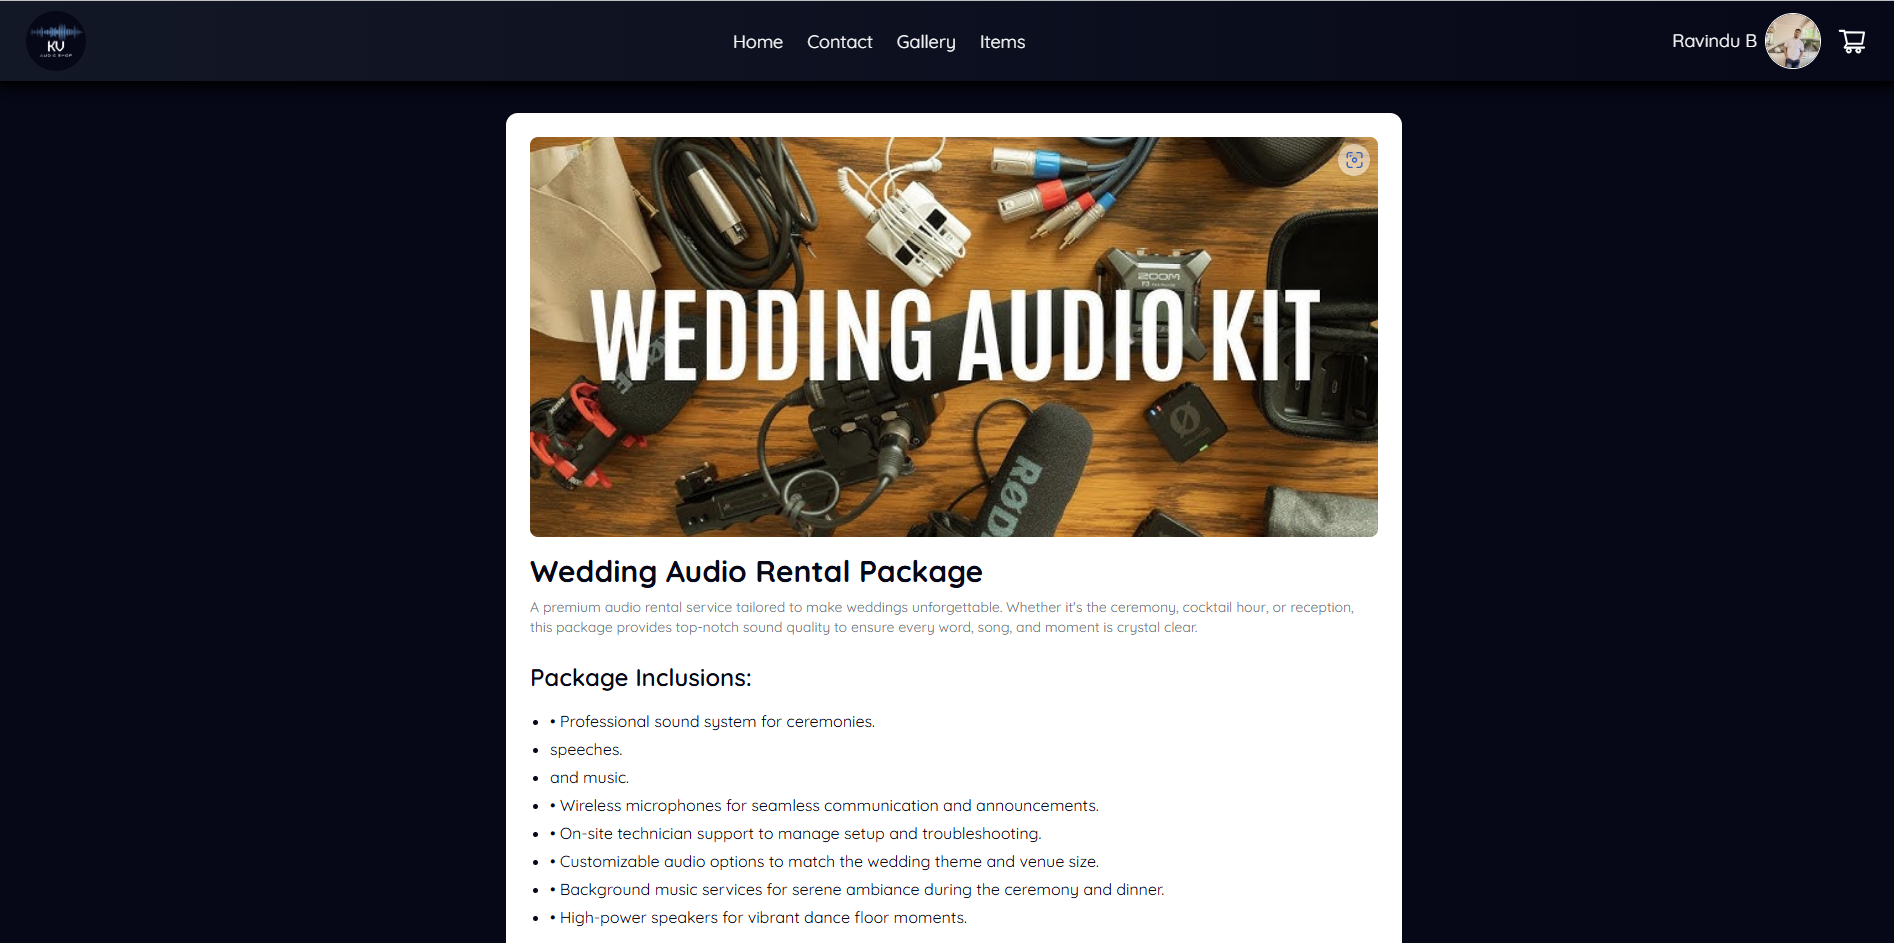 KV
AUDIO SHOP
Home Contact Gallery Items
Ravindu B
ZOOM
F3
WEDDING AUDIO KIT
RØDE
RØD
Wedding Audio Rental Package
A premium audio rental service tailored to make weddings unforgettable. Whether it's the ceremony, cocktail hour, or reception,
this package provides top-notch sound quality to ensure every word, song, and moment is crystal clear.
Package Inclusions:
• • Professional sound system for ceremonies.
• speeches.
• and music.
• • Wireless microphones for seamless communication and announcements.
• • On-site technician support to manage setup and troubleshooting.
• • Customizable audio options to match the wedding theme and venue size.
• • Background music services for serene ambiance during the ceremony and dinner.
• • High-power speakers for vibrant dance floor moments.